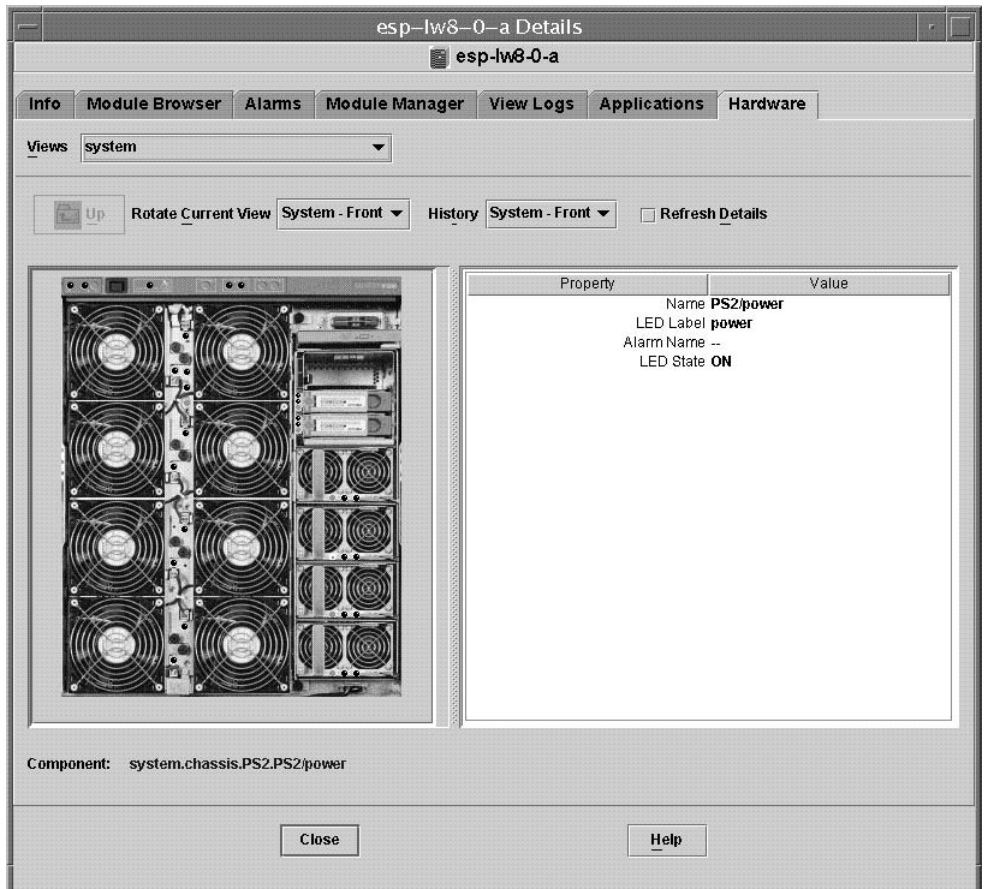 esp-lw8-0-a Details
esp-lw8-0-a
Info Module Browser Alarms Module Manager View Logs Applications Hardware
Views system
Up Rotate Current View System - Front History System - Front Refresh Details
Property Value
Name PS2/power
LED Label power
Alarm Name --
LED State ON
Component: system.chassis.PS2.PS2/power
Close Help